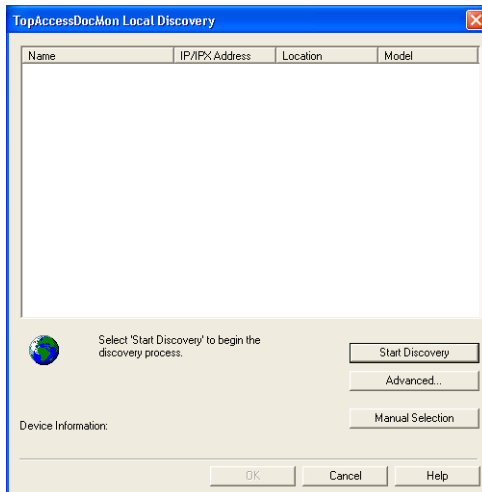 TopAccessDocMon Local Discovery
Name IP/IPX Address Location Model
Select 'Start Discovery' to begin the
discovery process.
Start Discovery
Advanced...
Manual Selection
Device Information:
OK Cancel Help